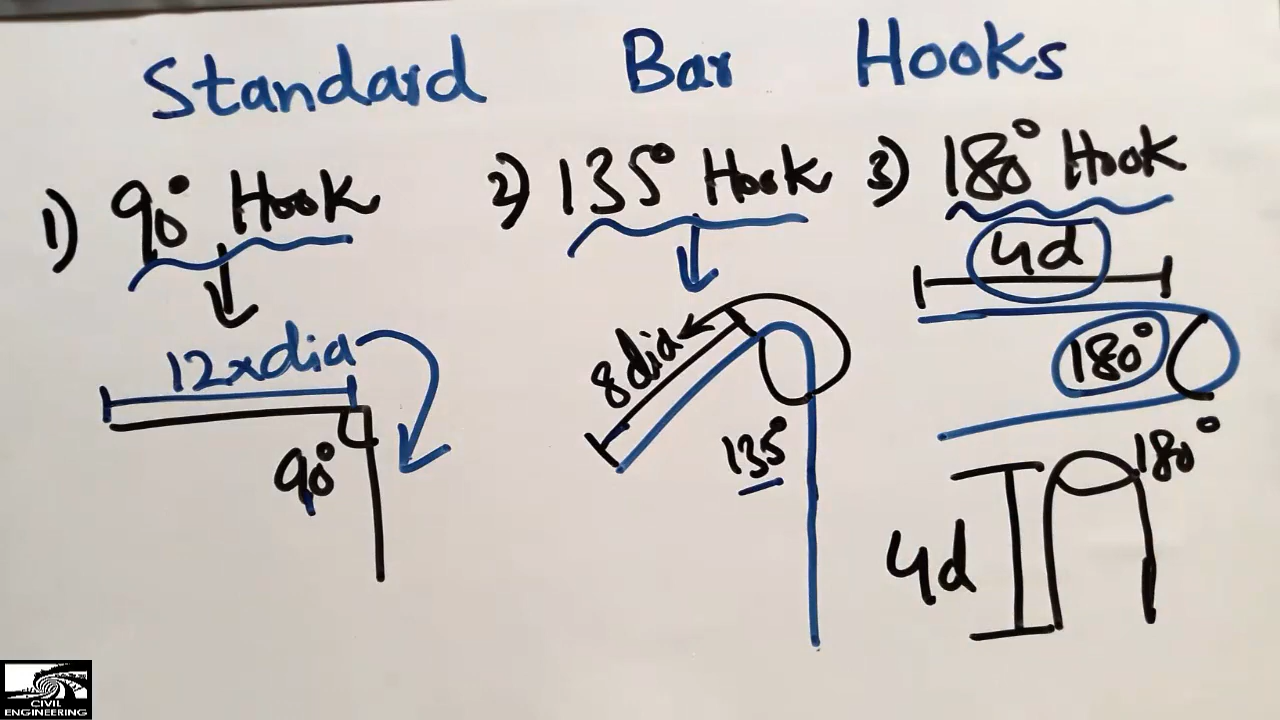 Standard Bar Hooks
1) 90° Hook
2) 135° Hook
3) 180° Hook
12xdia
90°
8dia
135°
4d
180°
180°
4d
CIVIL
ENGINEERING